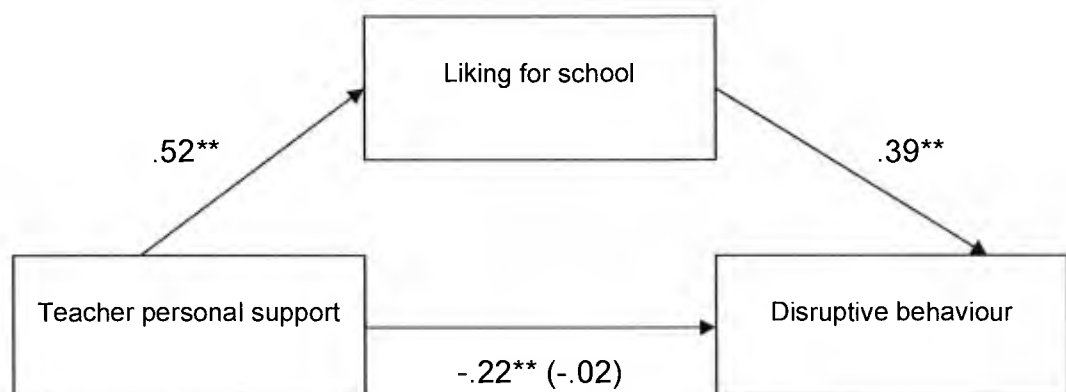 Liking for school
.52**
.39**
Teacher personal support
Disruptive behaviour
-.22** (-.02)